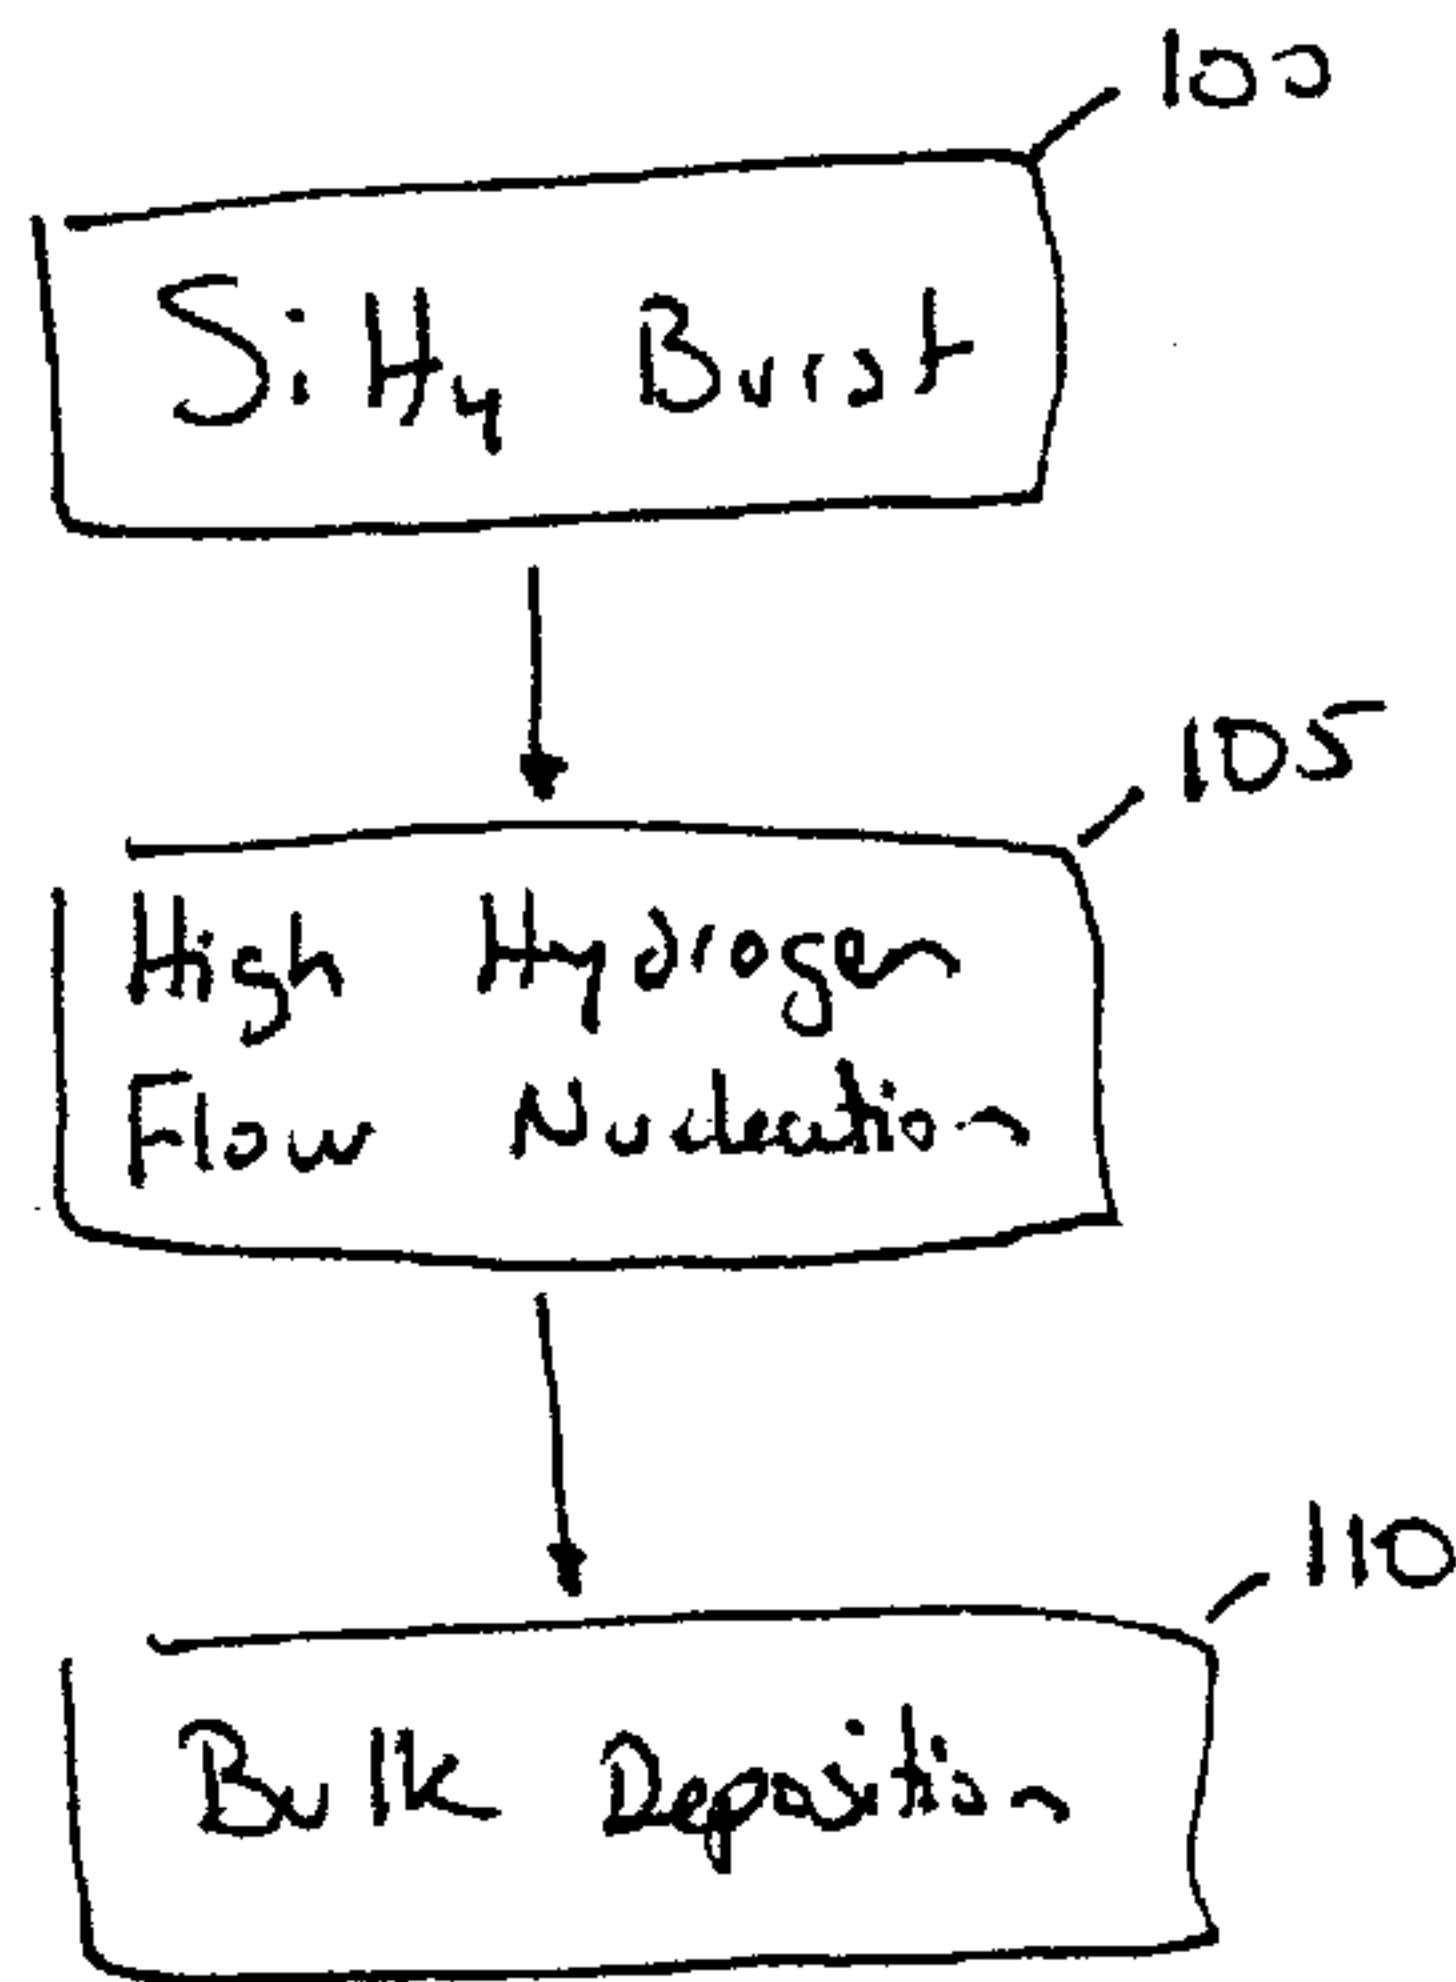 100
SiH4 Burst
105
High Hydrogen
Flow Nucleation
110
Bulk Deposition